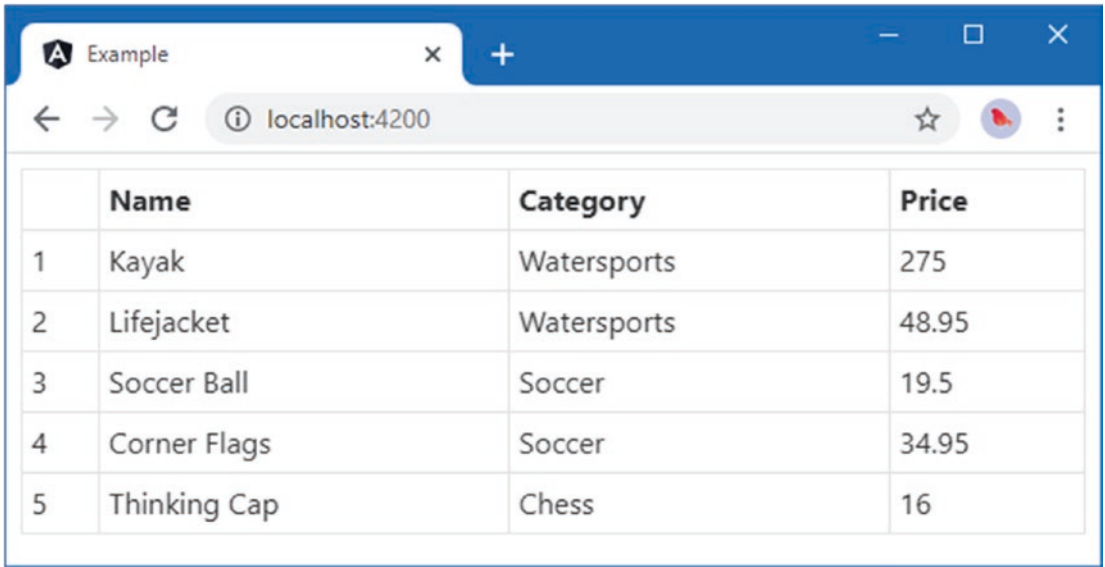 Example
localhost:4200
Name Category Price
1 Kayak Watersports 275
2 Lifejacket Watersports 48.95
3 Soccer Ball Soccer 19.5
4 Corner Flags Soccer 34.95
5 Thinking Cap Chess 16